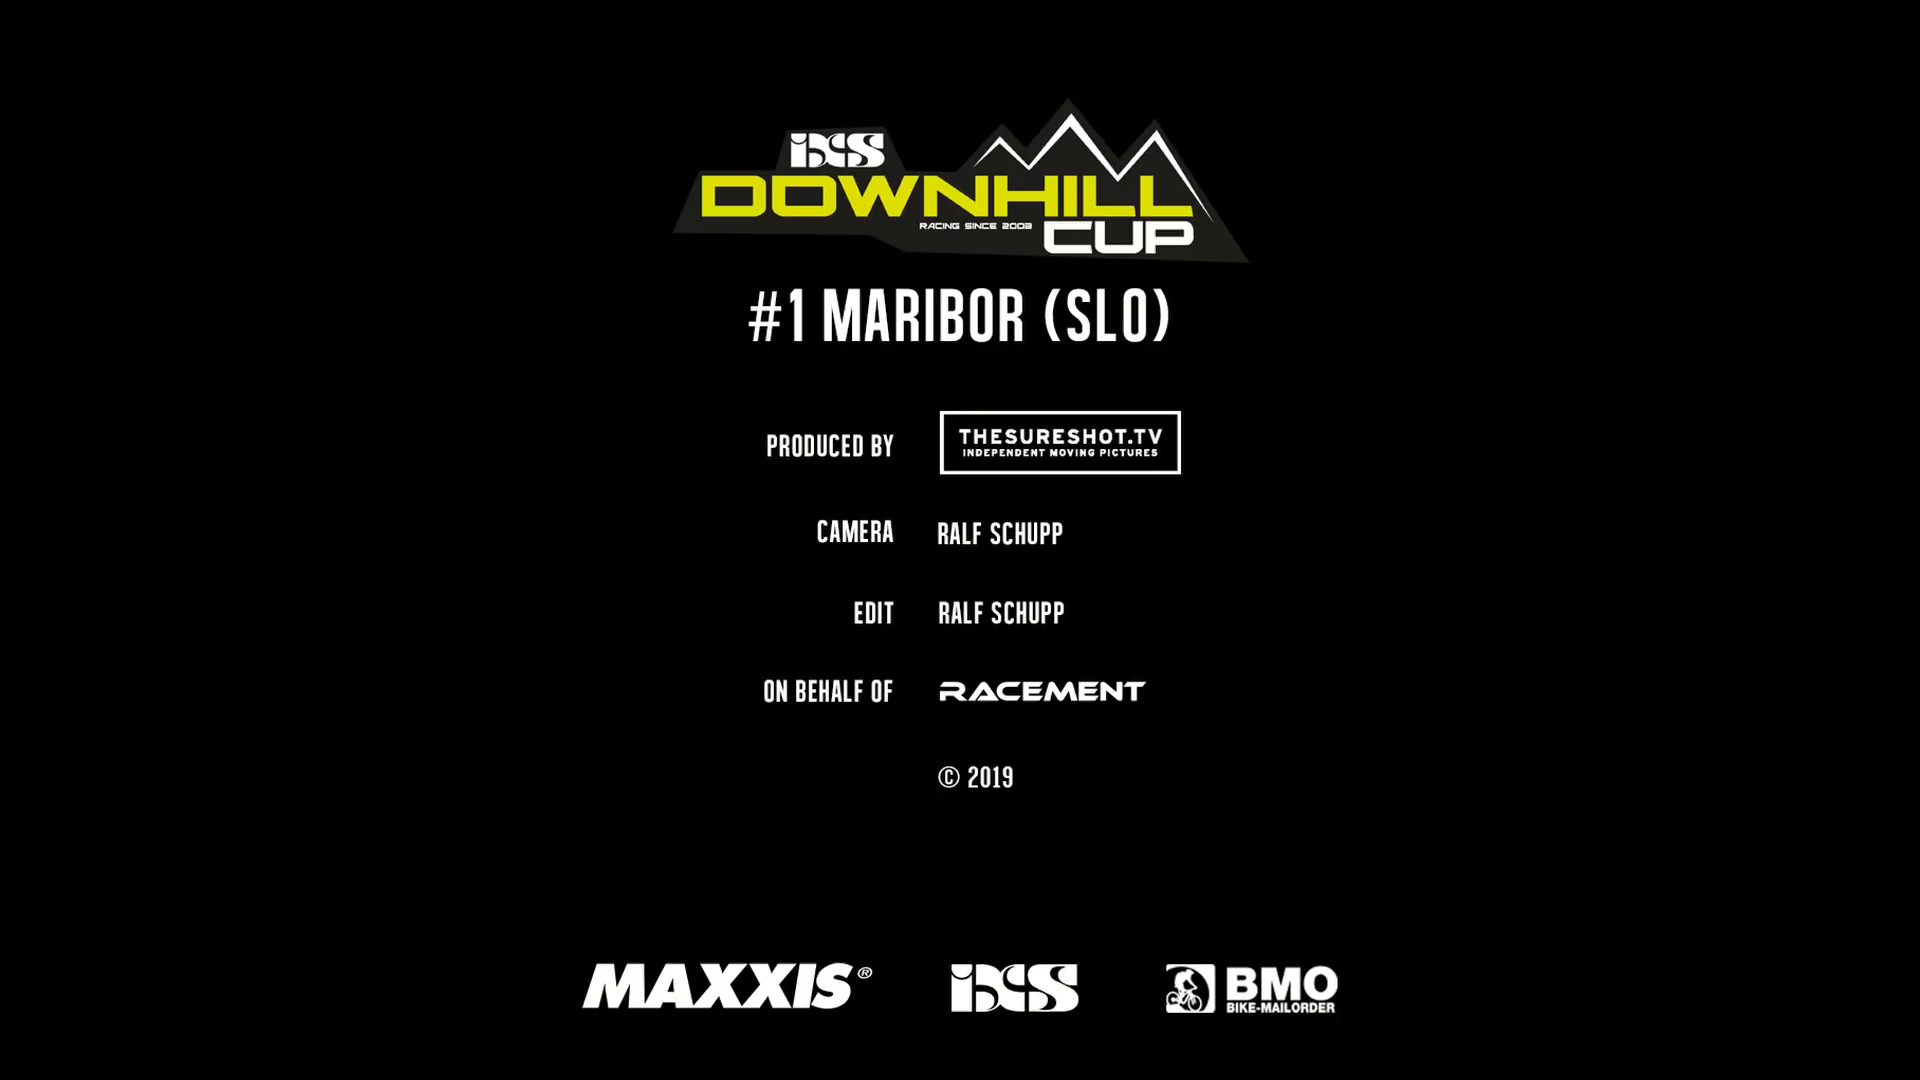 iXS
DOWNHILL
RACING SINCE 2003
CUP
#1 MARIBOR (SLO)
PRODUCED BY THESURESHOT.TV
INDEPENDENT MOVING PICTURES
CAMERA RALF SCHUPP
EDIT RALF SCHUPP
ON BEHALF OF RACEMENT
© 2019
MAXXIS® iXS BMO
BIKE-MAILORDER